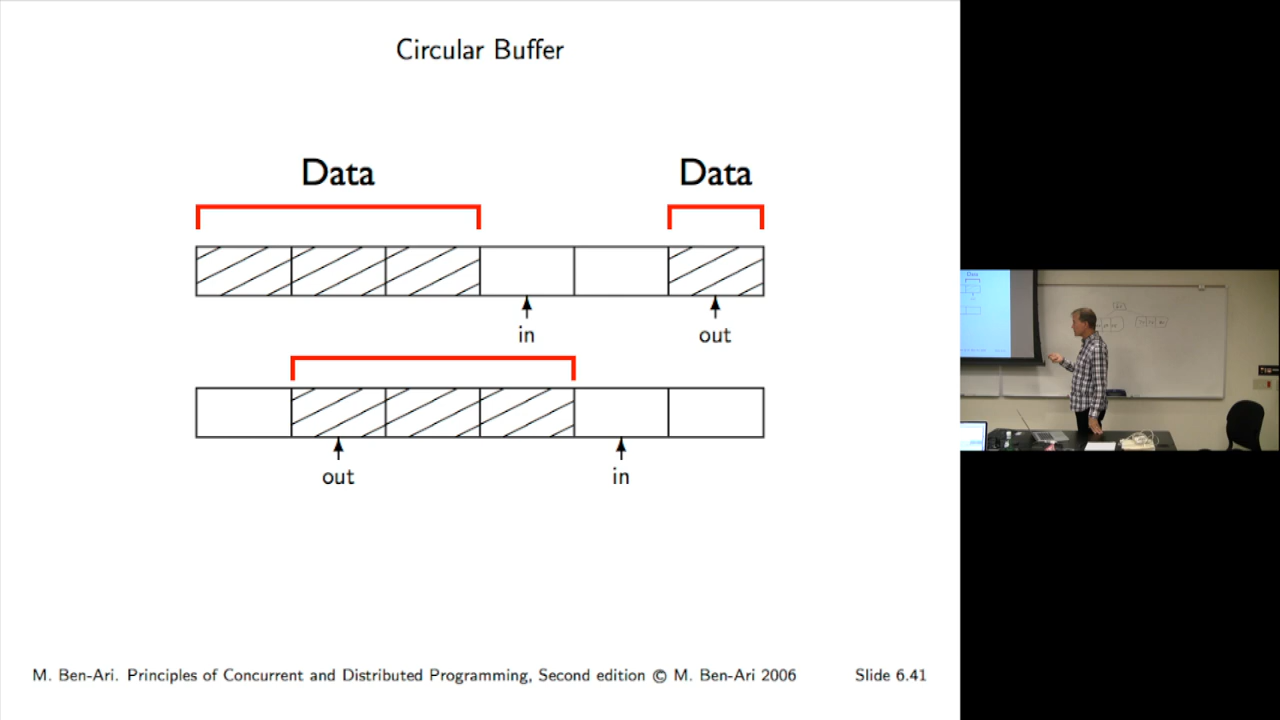 Circular Buffer
Data Data
in out
out in
M. Ben-Ari. Principles of Concurrent and Distributed Programming, Second edition © M. Ben-Ari 2006 Slide 6.41